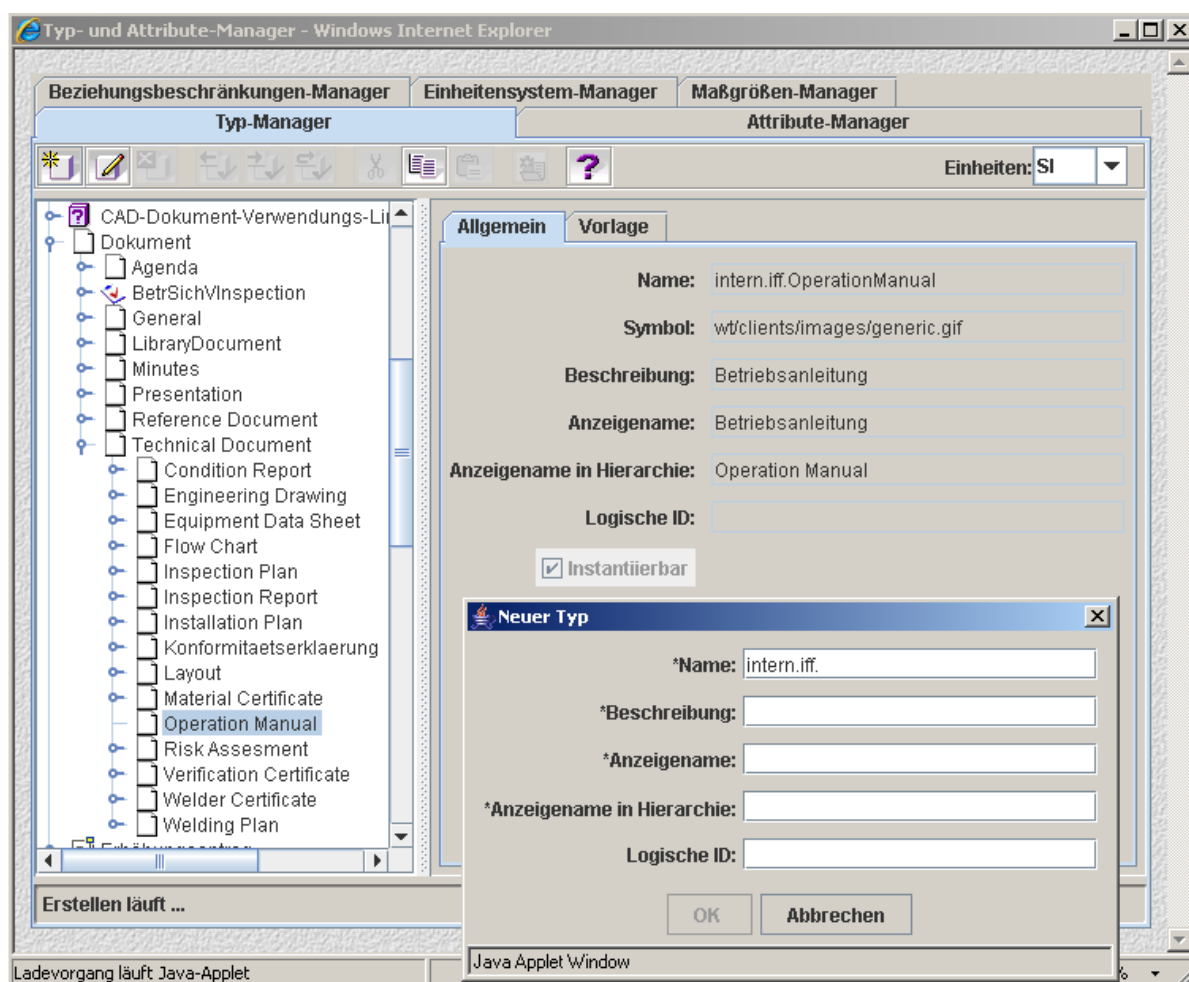 Typ- und Attribute-Manager - Windows Internet Explorer
Beziehungsbeschränkungen-Manager Einheitensystem-Manager Maßgrößen-Manager
Typ-Manager Attribute-Manager
Einheiten: SI
CAD-Dokument-Verwendungs-Li
Dokument
Agenda
BetrSichVInspection
General
LibraryDocument
Minutes
Presentation
Reference Document
Technical Document
Condition Report
Engineering Drawing
Equipment Data Sheet
Flow Chart
Inspection Plan
Inspection Report
Installation Plan
Konformitaetserklaerung
Layout
Material Certificate
Operation Manual
Risk Assesment
Verification Certificate
Welder Certificate
Welding Plan
Allgemein Vorlage
Name: intern.iff.OperationManual
Symbol: wt/clients/images/generic.gif
Beschreibung: Betriebsanleitung
Anzeigename: Betriebsanleitung
Anzeigename in Hierarchie: Operation Manual
Logische ID:
Instantiierbar
Neuer Typ
*Name: intern.iff.
*Beschreibung:
*Anzeigename:
*Anzeigename in Hierarchie:
Logische ID:
OK Abbrechen
Java Applet Window
Erstellen läuft ...
Ladevorgang läuft Java-Applet